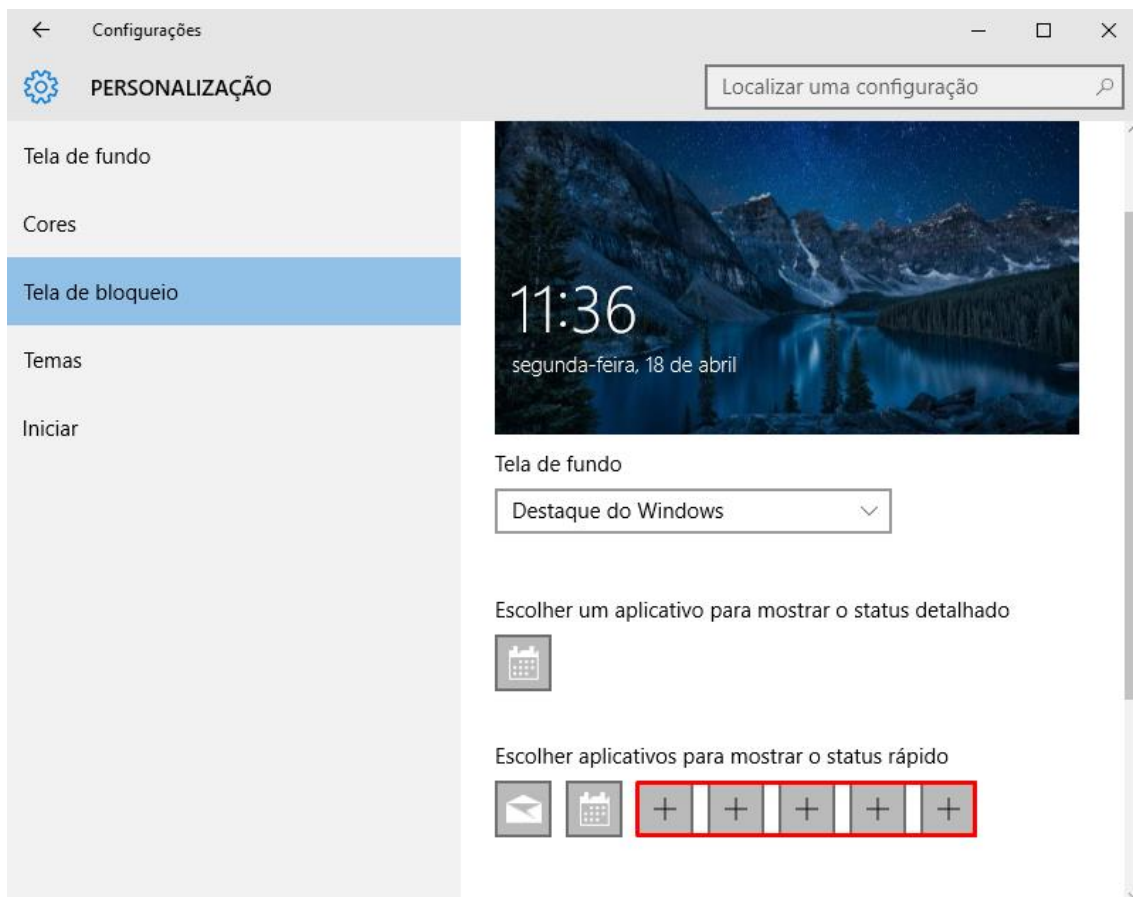 Configurações
PERSONALIZAÇÃO
Localizar uma configuração
Tela de fundo
Cores
Tela de bloqueio
Temas
Iniciar
11:36
segunda-feira, 18 de abril
Tela de fundo
Destaque do Windows
Escolher um aplicativo para mostrar o status detalhado
Escolher aplicativos para mostrar o status rápido